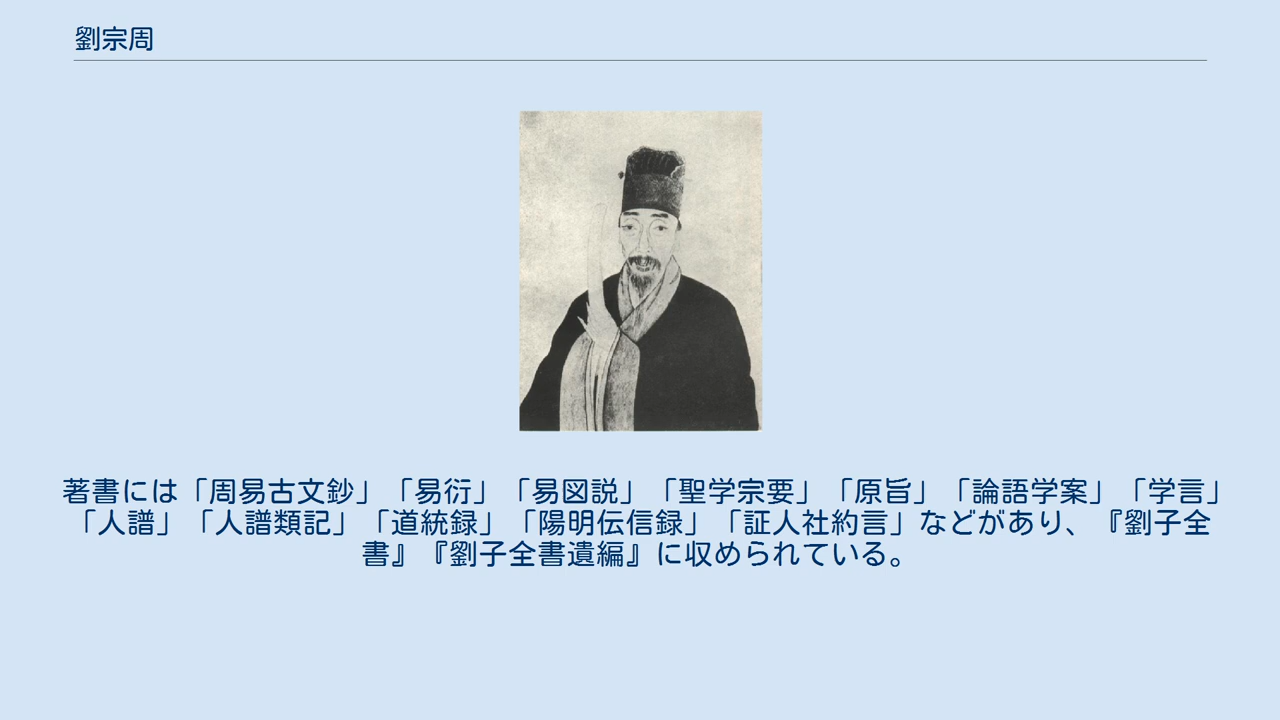 劉宗周
著書には「周易古文鈔」「易衍」「易図説」「聖学宗要」「原旨」「論語学案」「学言」
「人譜」「人譜類記」「道統録」「陽明伝信録」「証人社約言」などがあり、『劉子全
書』『劉子全書遺編』に収められている。